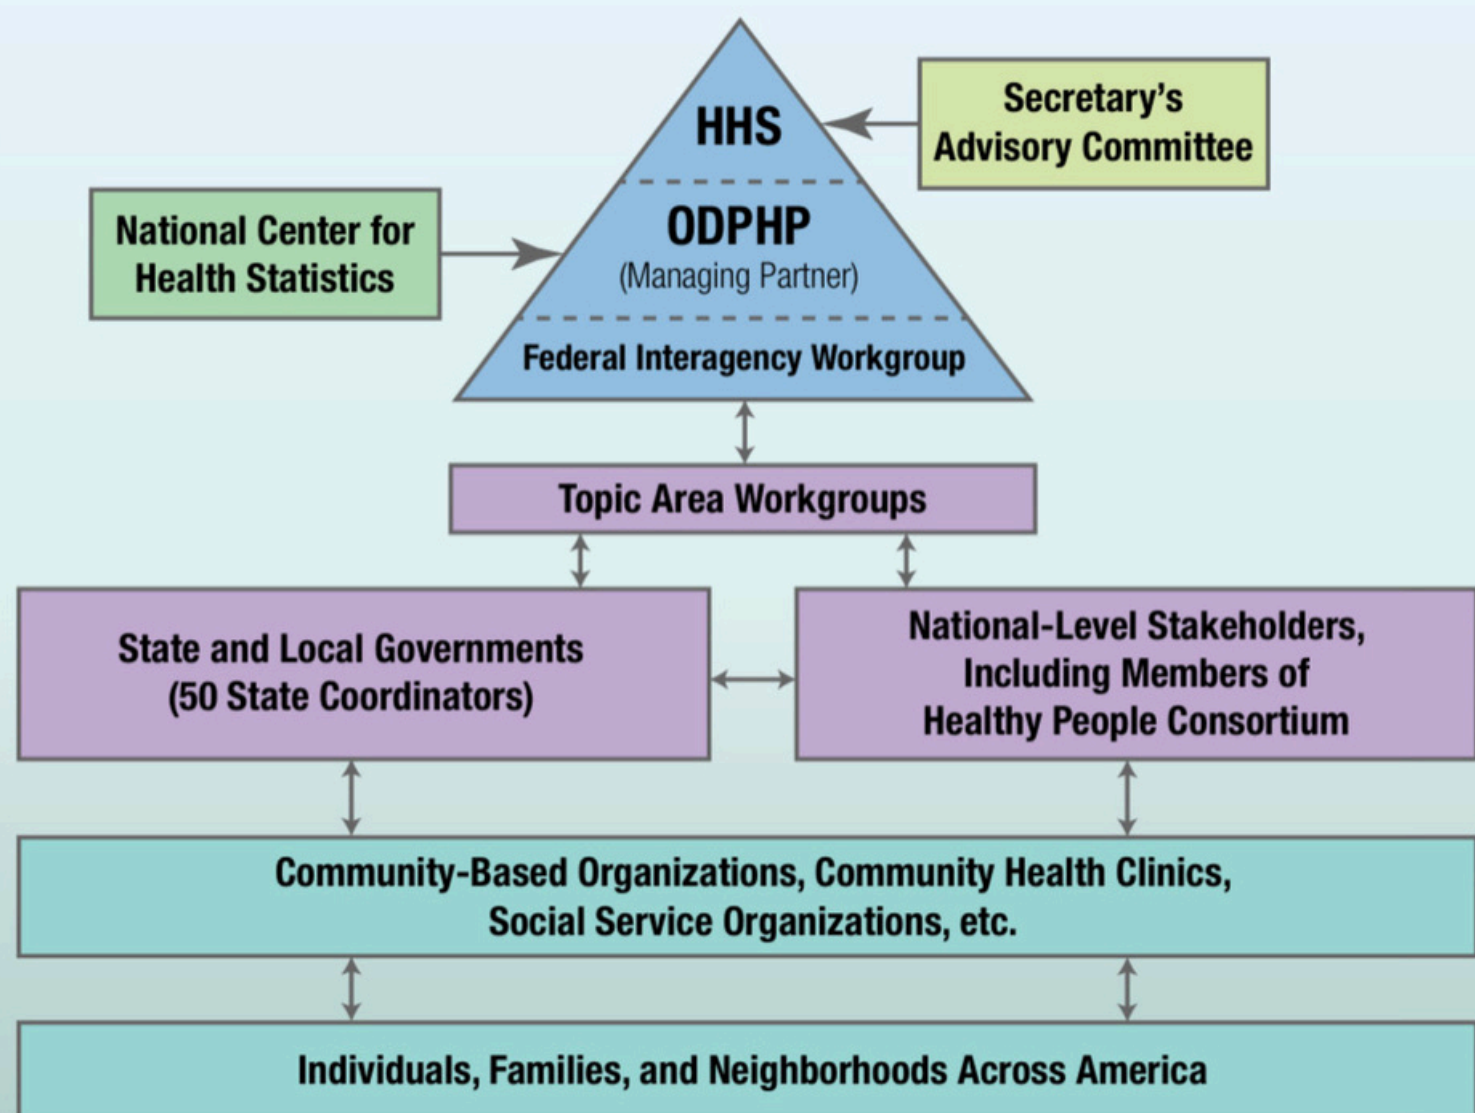 HHS
Secretary's
Advisory Committee
National Center for
Health Statistics
ODPHP
(Managing Partner)
Federal Interagency Workgroup
Topic Area Workgroups
State and Local Governments
(50 State Coordinators)
National-Level Stakeholders,
Including Members of
Healthy People Consortium
Community-Based Organizations, Community Health Clinics,
Social Service Organizations, etc.
Individuals, Families, and Neighborhoods Across America